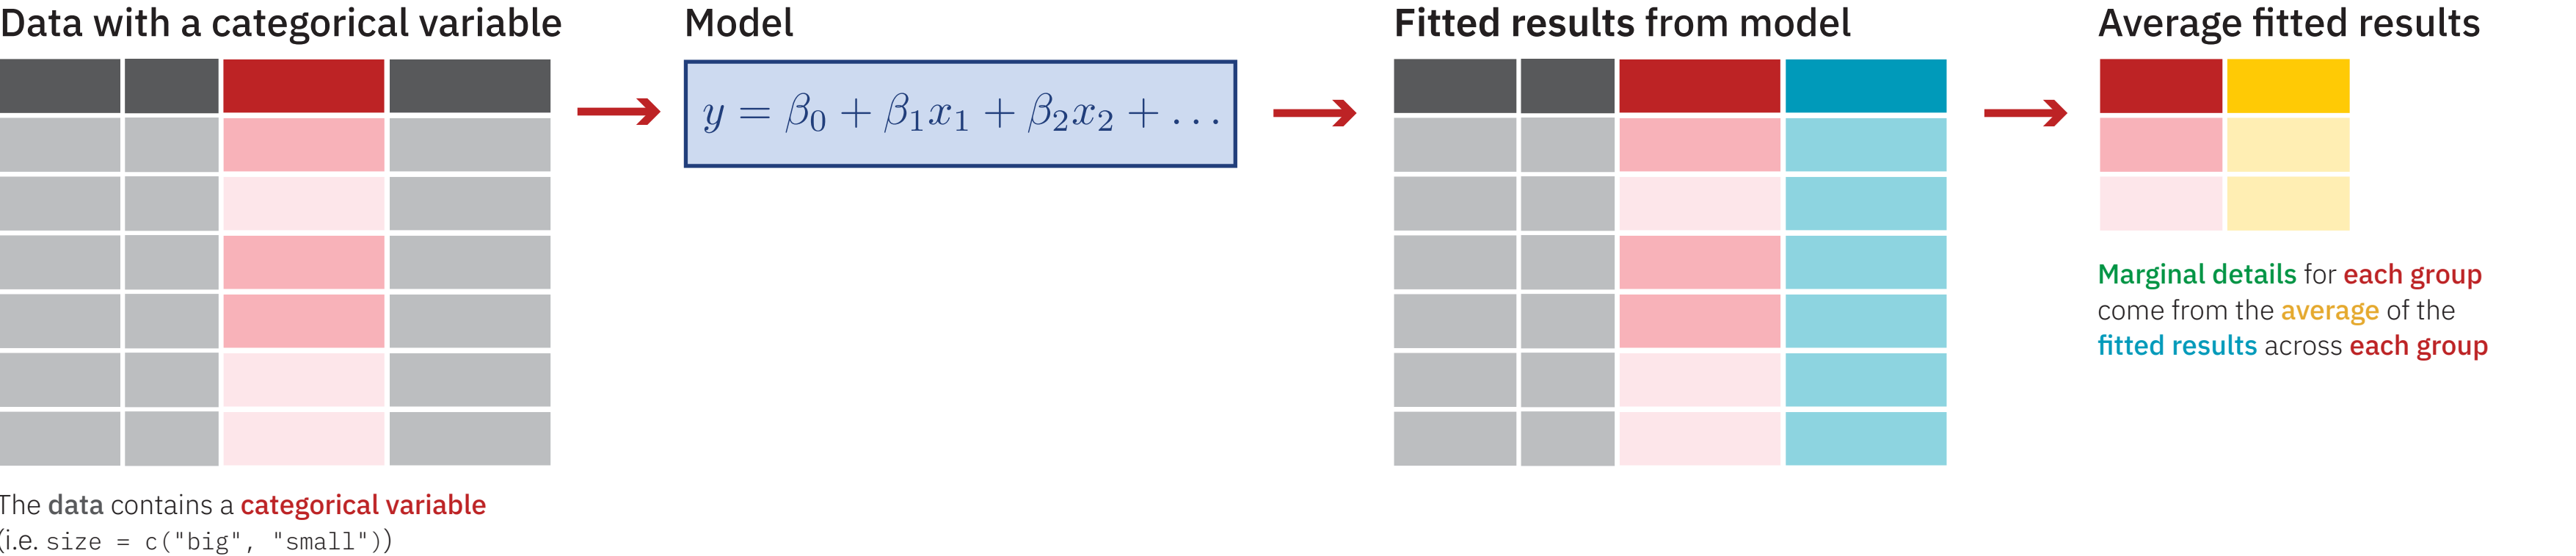 Data with a categorical variable
Model
Fitted results from model
Average fitted results
y = β₀ + β₁x₁ + β₂x₂ + …
Marginal details for each group
come from the average of the
fitted results across each group
The data contains a categorical variable
(i.e. size = c("big", "small"))